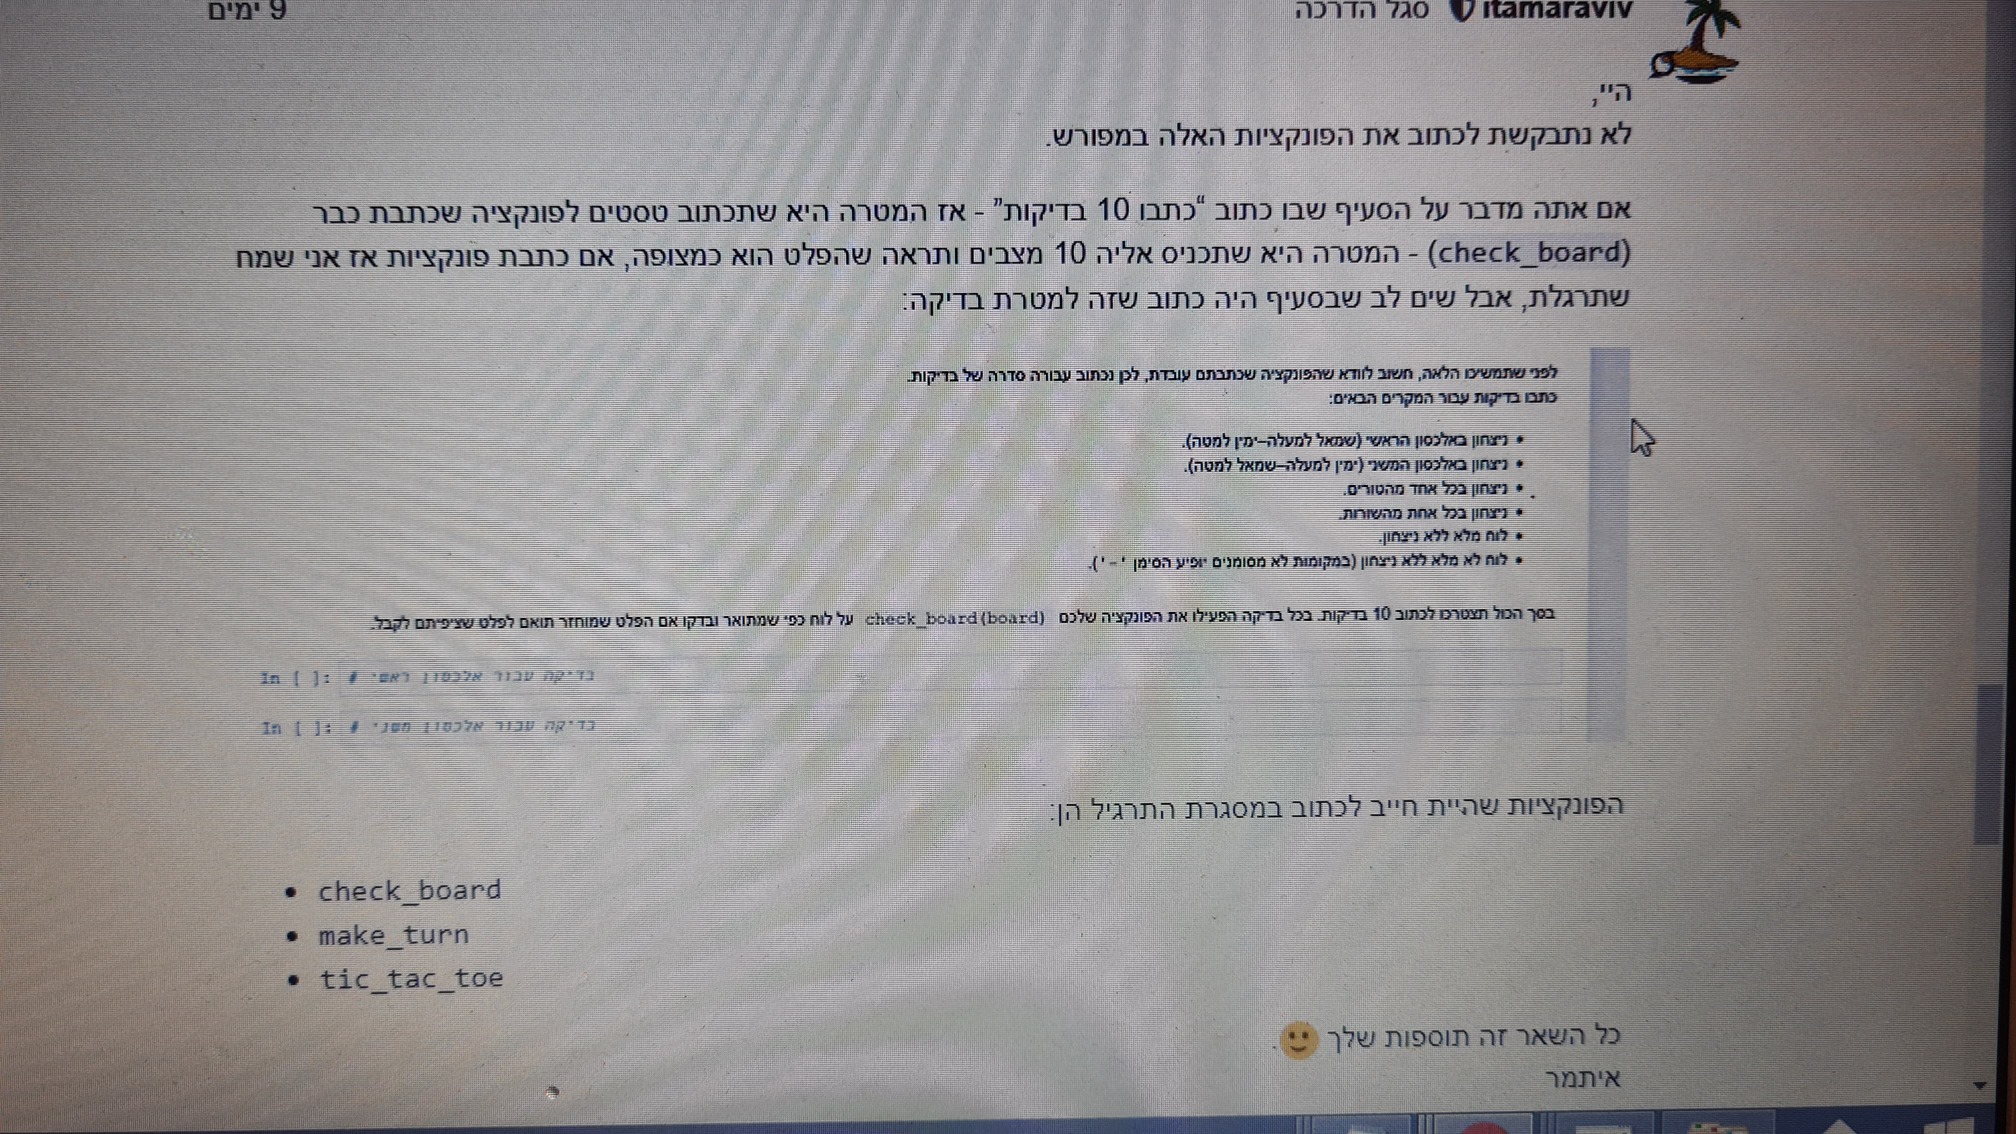 itamaraviv סגל הדרכה 9 ימים
היי,
לא נתבקשת לכתוב את הפונקציות האלה במפורש.
אם אתה מדבר על הסעיף שבו כתוב "כתבו 10 בדיקות" - אז המטרה היא שתכתוב טסטים לפונקציה שכתבת כבר
(check_board) - המטרה היא שתכניס אליה 10 מצבים ותראה שהפלט הוא כמצופה, אם כתבת פונקציות אז אני שמח
שתרגלת, אבל שים לב שבסעיף היה כתוב שזה למטרת בדיקה:
לפני שתמשיכו הלאה, חשוב לוודא שהפונקציה שכתבתם עובדת, לכן נכתוב עבורה סדרה של בדיקות.
כתבו בדיקות עבור המקרים הבאים:
• ניצחון באלכסון הראשי (שמאל למעלה–ימין למטה).
• ניצחון באלכסון המשני (ימין למעלה–שמאל למטה).
• ניצחון בכל אחד מהטורים.
• ניצחון בכל אחת מהשורות.
• לוח מלא ללא ניצחון.
• לוח לא מלא ללא ניצחון (במקומות לא מסומנים יופיע הסימן '-').
בסך הכול תצטרכו לכתוב 10 בדיקות. בכל בדיקה הפעילו את הפונקציה שלכם check_board(board) על לוח כפי שמתואר ובדקו אם הפלט שמוחזר תואם לפלט שציפיתם לקבל.
In [ ]: # בדיקה עבור אלכסון ראשי
In [ ]: # בדיקה עבור אלכסון משני
הפונקציות שהיית חייב לכתוב במסגרת התרגיל הן:
• check_board
• make_turn
• tic_tac_toe
כל השאר זה תוספות שלך 🙂.
איתמר